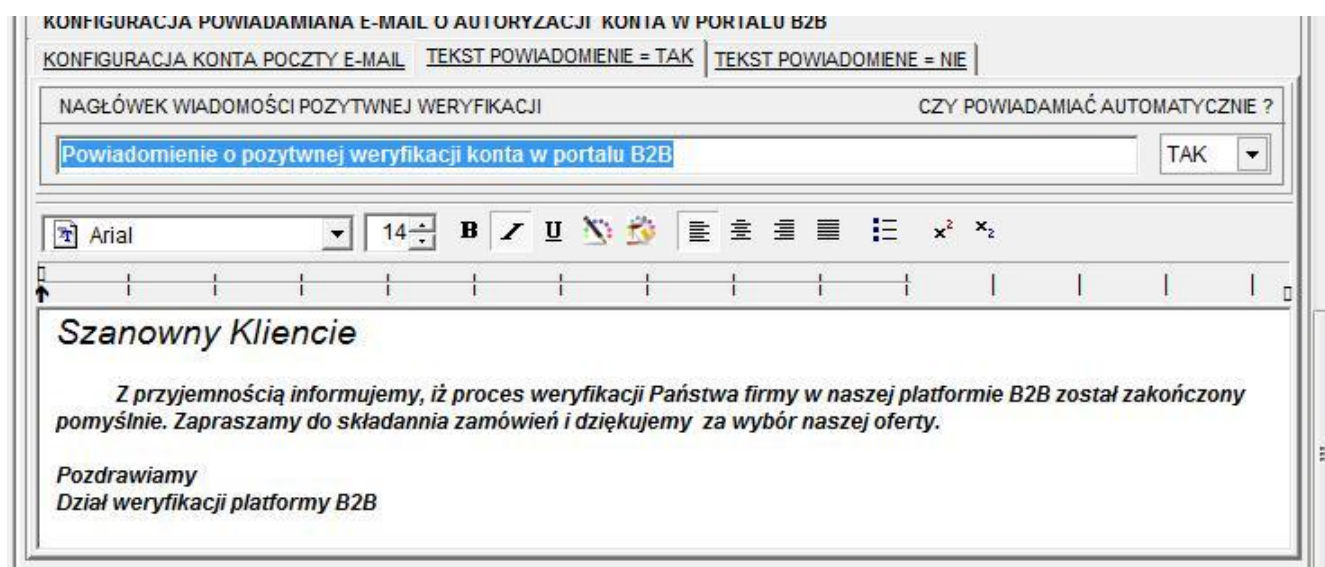 KONFIGURACJA POWIADAMIANA E-MAIL O AUTORYZACJI KONTA W PORTALU B2B
KONFIGURACJA KONTA POCZTY E-MAIL TEKST POWIADOMIENIE = TAK TEKST POWIADOMIENE = NIE
NAGŁÓWEK WIADOMOŚCI POZYTWNEJ WERYFIKACJI CZY POWIADAMIAĆ AUTOMATYCZNIE ?
Powiadomienie o pozytwnej weryfikacji konta w portalu B2B TAK
Arial 14 B I U x² x₂
Szanowny Kliencie
Z przyjemnością informujemy, iż proces weryfikacji Państwa firmy w naszej platformie B2B został zakończony
pomyślnie. Zapraszamy do składannia zamówień i dziękujemy za wybór naszej oferty.
Pozdrawiamy
Dział weryfikacji platformy B2B